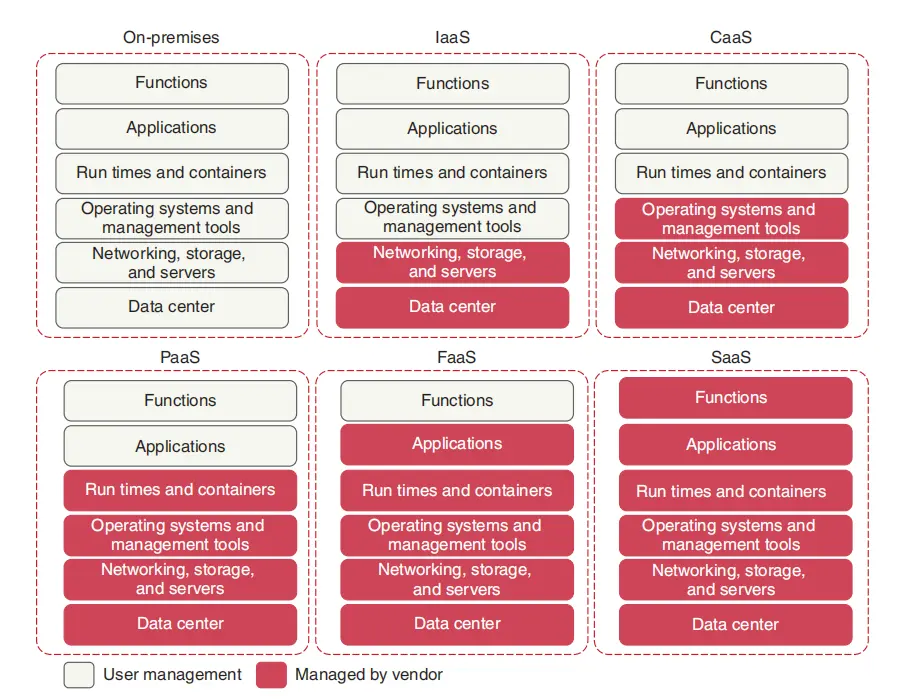 On-premises
Functions
Applications
Run times and containers
Operating systems and
management tools
Networking, storage,
and servers
Data center
IaaS
Functions
Applications
Run times and containers
Operating systems and
management tools
Networking, storage,
and servers
Data center
CaaS
Functions
Applications
Run times and containers
Operating systems and
management tools
Networking, storage,
and servers
Data center
PaaS
Functions
Applications
Run times and containers
Operating systems and
management tools
Networking, storage,
and servers
Data center
FaaS
Functions
Applications
Run times and containers
Operating systems and
management tools
Networking, storage,
and servers
Data center
SaaS
Functions
Applications
Run times and containers
Operating systems and
management tools
Networking, storage,
and servers
Data center
User management
Managed by vendor